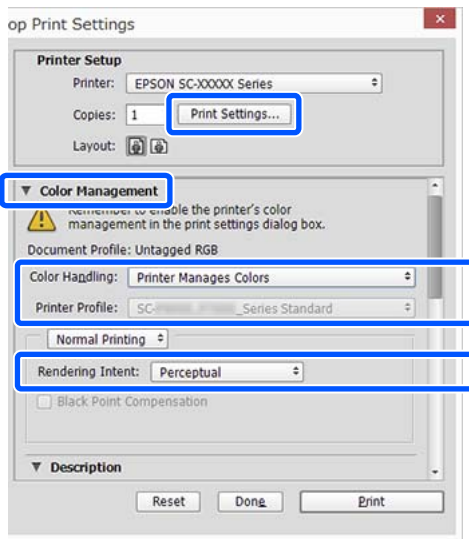 op Print Settings
Printer Setup
Printer: EPSON SC-XXXXX Series
Copies: 1 Print Settings...
Layout:
Color Management
Remember to enable the printer's color
management in the print settings dialog box.
Document Profile: Untagged RGB
Color Handling: Printer Manages Colors
Printer Profile: SC- _Series Standard
Normal Printing
Rendering Intent: Perceptual
Black Point Compensation
Description
Reset Done Print